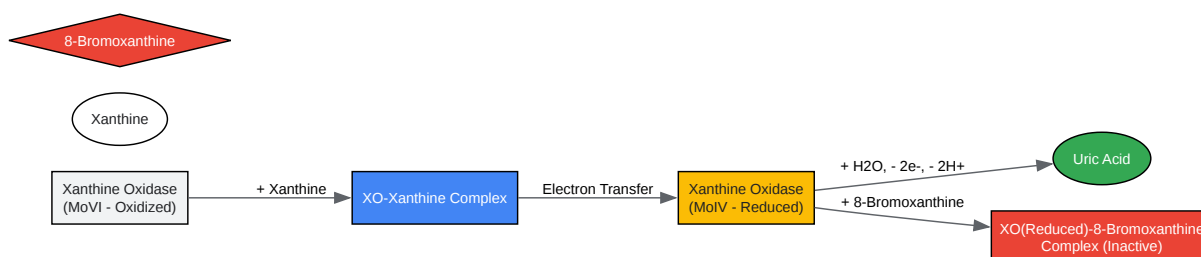 8-Bromoxanthine
Xanthine
Xanthine Oxidase
(MoVI - Oxidized)
+ Xanthine
XO-Xanthine Complex
Electron Transfer
Xanthine Oxidase
(MoIV - Reduced)
+ H2O, - 2e-, - 2H+
Uric Acid
+ 8-Bromoxanthine
XO(Reduced)-8-Bromoxanthine
Complex (Inactive)